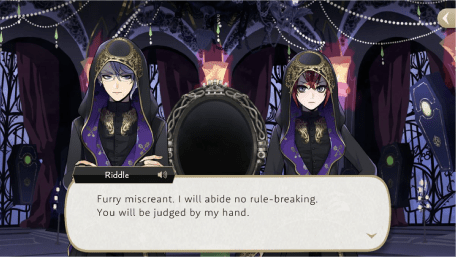 Riddle
Furry miscreant. I will abide no rule-breaking.
You will be judged by my hand.